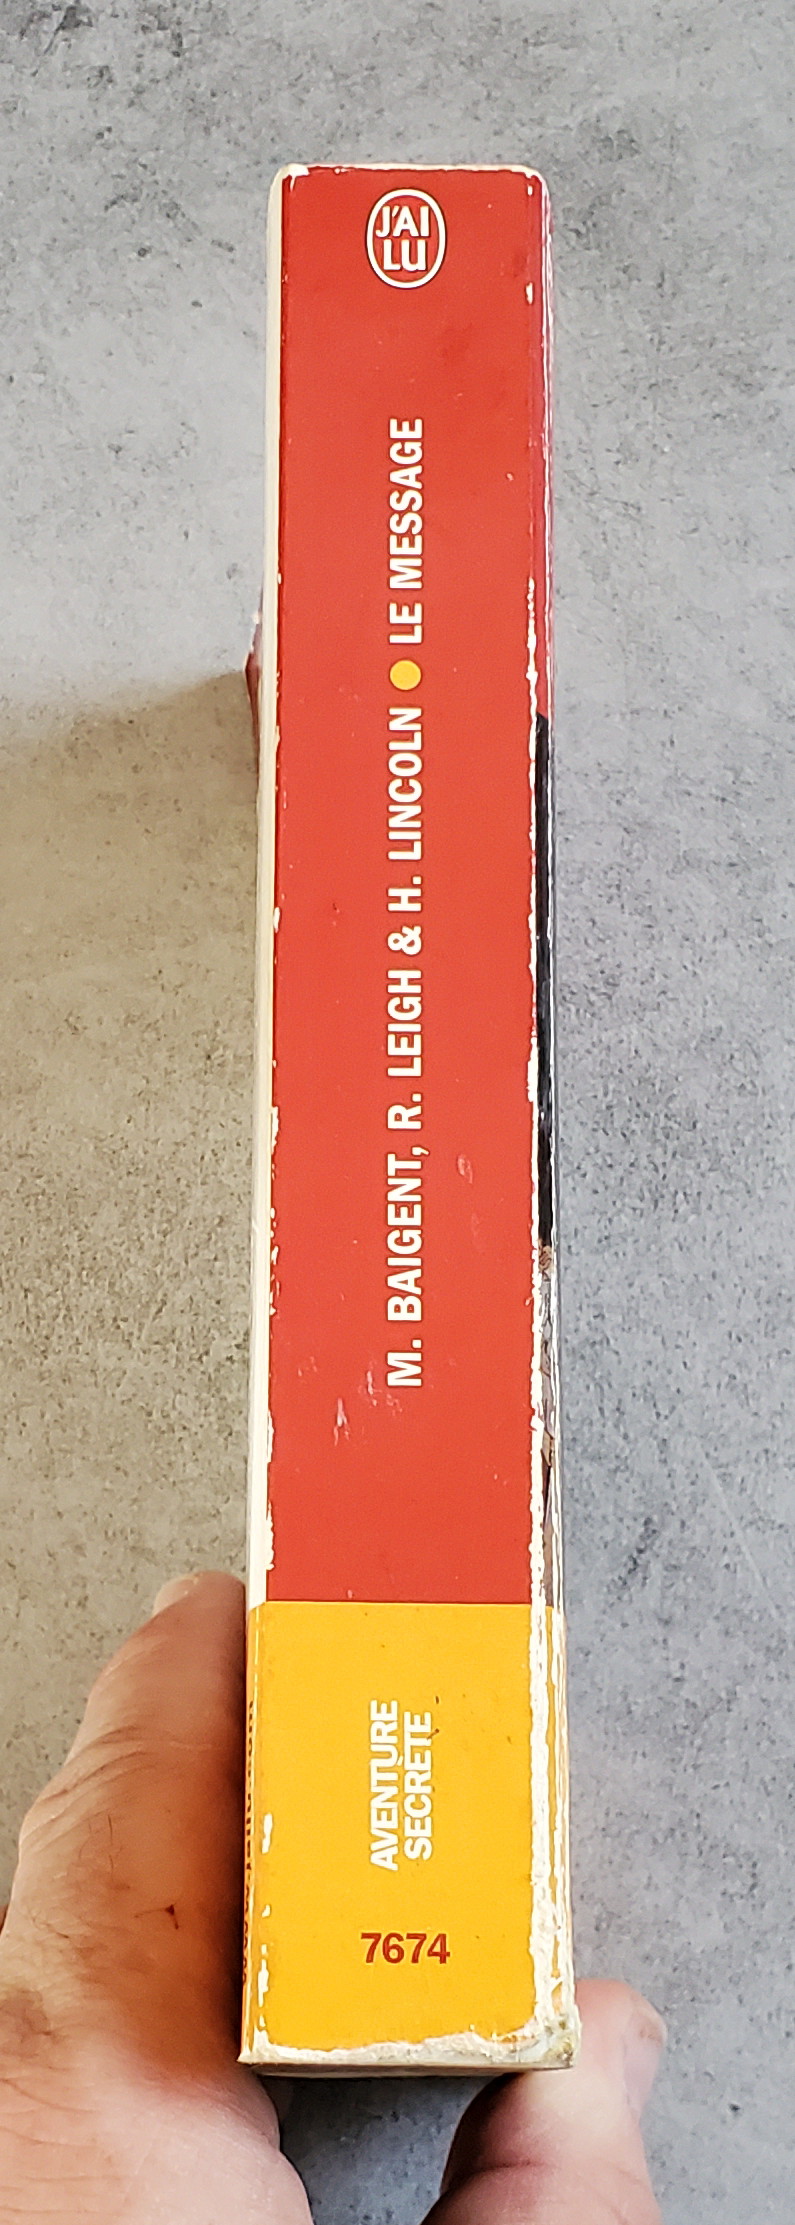 J'AI
LU
M. BAIGENT, R. LEIGH & H. LINCOLN ● LE MESSAGE
AVENTURE
SECRÈTE
7674